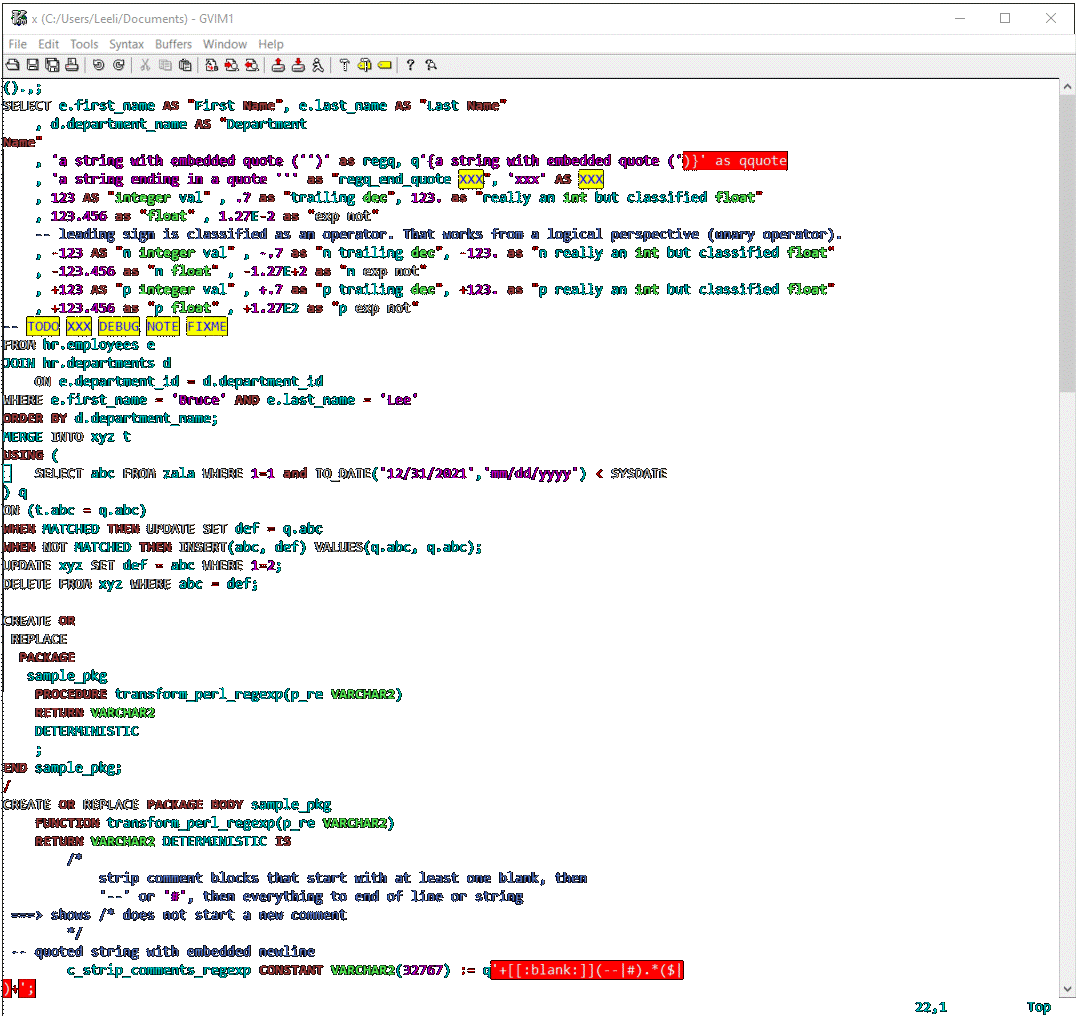 x (C:/Users/Leeli/Documents) - GVIM1
File Edit Tools Syntax Buffers Window Help
().,;
SELECT e.first_name AS "First Name", e.last_name AS "Last Name"
    , d.department_name AS "Department
Name"
    , 'a string with embedded quote ('')' as regq, q'{a string with embedded quote (')}' as qquote
    , 'a string ending in a quote ''' as "regq_end_quote XXX", 'xxx' AS XXX
    , 123 AS "integer val" , .7 as "trailing dec", 123. as "really an int but classified float"
    , 123.456 as "float" , 1.27E-2 as "exp not"
    -- leading sign is classified as an operator. That works from a logical perspective (unary operator).
    , -123 AS "n integer val" , -.7 as "n trailing dec", -123. as "n really an int but classified float"
    , -123.456 as "n float" , -1.27E+2 as "n exp not"
    , +123 AS "p integer val" , +.7 as "p trailing dec", +123. as "p really an int but classified float"
    , +123.456 as "p float" , +1.27E2 as "p exp not"
-- TODO XXX DEBUG NOTE FIXME
FROM hr.employees e
JOIN hr.departments d
    ON e.department_id = d.department_id
WHERE e.first_name = 'Bruce' AND e.last_name = 'Lee'
ORDER BY d.department_name;
MERGE INTO xyz t
USING (
    SELECT abc FROM zala WHERE 1=1 and TO_DATE('12/31/2021','mm/dd/yyyy') < SYSDATE
) q
ON (t.abc = q.abc)
WHEN MATCHED THEN UPDATE SET def = q.abc
WHEN NOT MATCHED THEN INSERT(abc, def) VALUES(q.abc, q.abc);
UPDATE xyz SET def = abc WHERE 1=2;
DELETE FROM xyz WHERE abc = def;
CREATE OR
 REPLACE
  PACKAGE
   sample_pkg
    PROCEDURE transform_perl_regexp(p_re VARCHAR2)
    RETURN VARCHAR2
    DETERMINISTIC
    ;
END sample_pkg;
/
CREATE OR REPLACE PACKAGE BODY sample_pkg
    FUNCTION transform_perl_regexp(p_re VARCHAR2)
    RETURN VARCHAR2 DETERMINISTIC IS
        /*
            strip comment blocks that start with at least one blank, then
            '--' or '#', then everything to end of line or string
 ===> shows /* does not start a new comment
        */
 -- quoted string with embedded newline
        c_strip_comments_regexp CONSTANT VARCHAR2(32767) := q'+[[:blank:]](--|#).*($|
)+';
22,1 Top